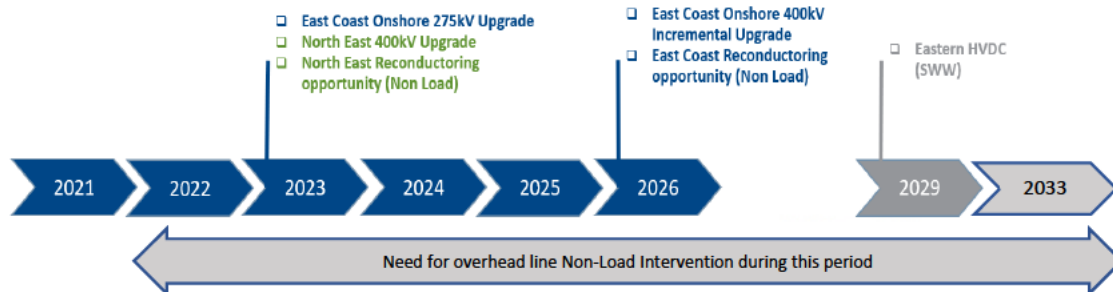 ❑ East Coast Onshore 275kV Upgrade
❑ North East 400kV Upgrade
❑ North East Reconductoring
opportunity (Non Load)
❑ East Coast Onshore 400kV
Incremental Upgrade
❑ East Coast Reconductoring
opportunity (Non Load)
❑ Eastern HVDC
(SWW)
2021
2022
2023
2024
2025
2026
2029
2033
Need for overhead line Non-Load Intervention during this period